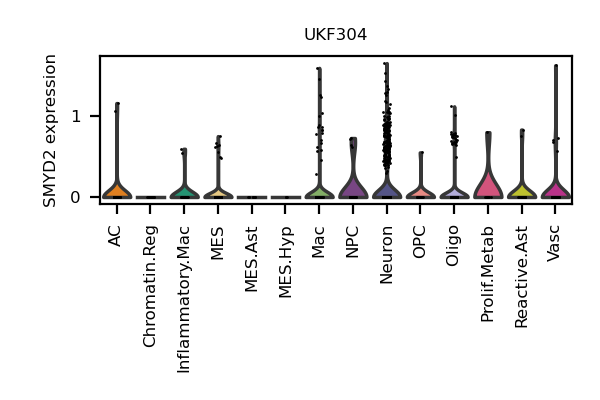 UKF304
SMYD2 expression
1
0
AC
Chromatin.Reg
Inflammatory.Mac
MES
MES.Ast
MES.Hyp
Mac
NPC
Neuron
OPC
Oligo
Prolif.Metab
Reactive.Ast
Vasc